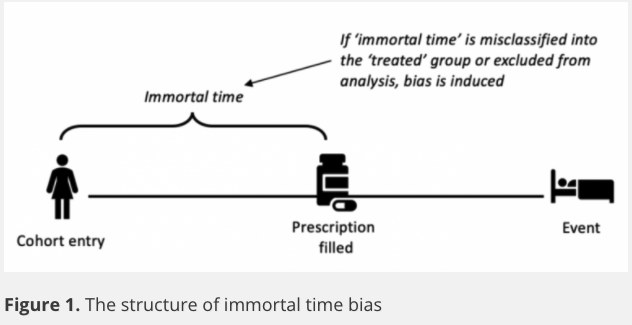 If ‘immortal time’ is misclassified into
the ‘treated’ group or excluded from
analysis, bias is induced
Immortal time
Cohort entry
Prescription
filled
Event
Figure 1. The structure of immortal time bias